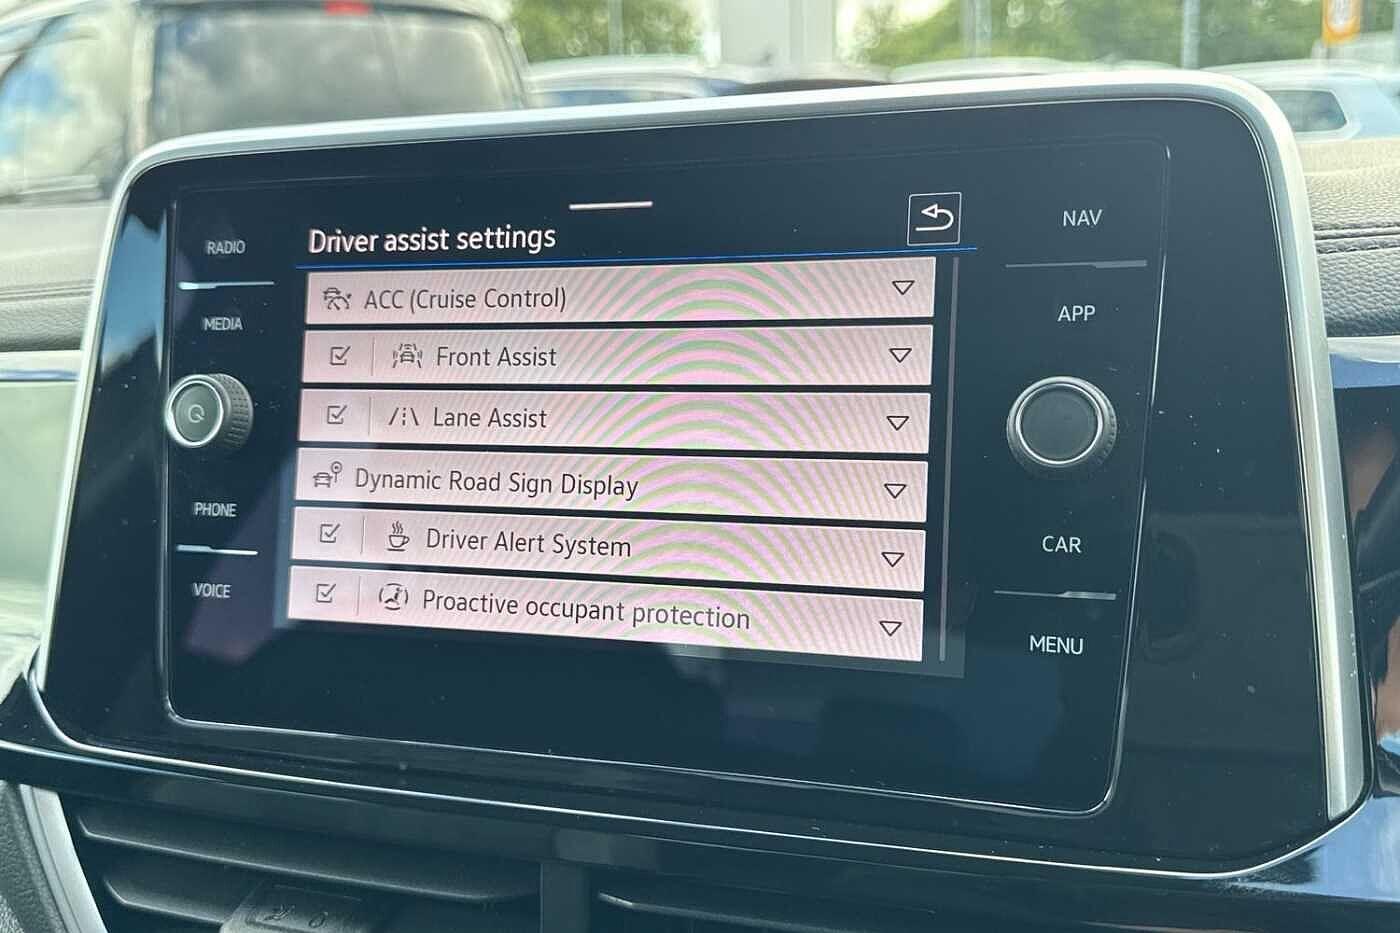 Driver assist settings
ACC (Cruise Control)
Front Assist
Lane Assist
Dynamic Road Sign Display
Driver Alert System
Proactive occupant protection
RADIO
MEDIA
PHONE
VOICE
NAV
APP
CAR
MENU